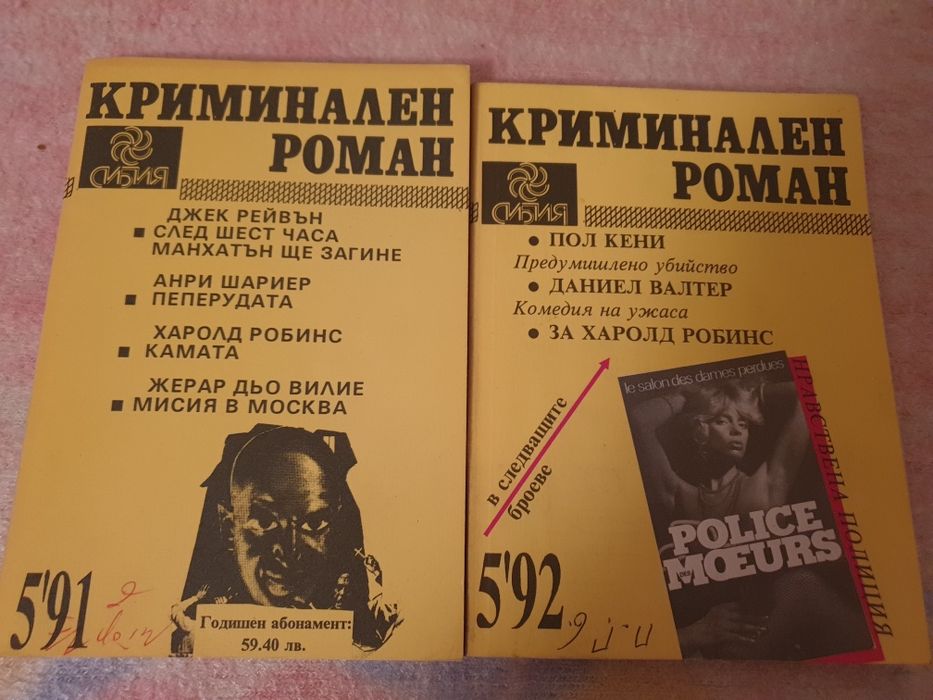 КРИМИНАЛЕН
РОМАН
СИБИЯ
ДЖЕК РЕЙВЪН
СЛЕД ШЕСТ ЧАСА
МАНХАТЪН ЩЕ ЗАГИНЕ
АНРИ ШАРИЕР
ПЕПЕРУДАТА
ХАРОЛД РОБИНС
КАМАТА
ЖЕРАР ДЬО ВИЛИЕ
МИСИЯ В МОСКВА
5'91
Годишен абонамент:
59.40 лв.
КРИМИНАЛЕН
РОМАН
СИБИЯ
ПОЛ КЕНИ
Предумишлено убийство
ДАНИЕЛ ВАЛТЕР
Комедия на ужаса
ЗА ХАРОЛД РОБИНС
в следващите
броеве
le salon des dames perdues
POLICE
DES MŒURS
НРАВСТВЕНА ПОЛИЦИЯ
5'92